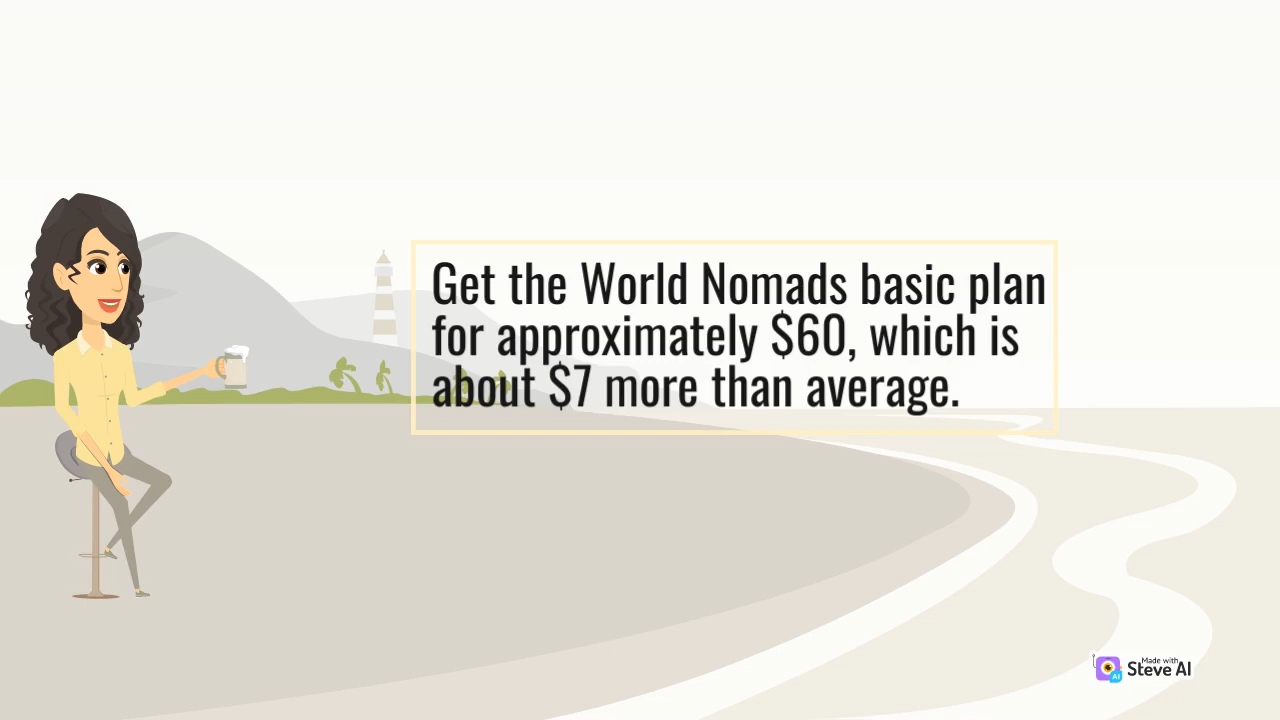 Get the World Nomads basic plan
for approximately $60, which is
about $7 more than average.
Made with
Steve AI
AI